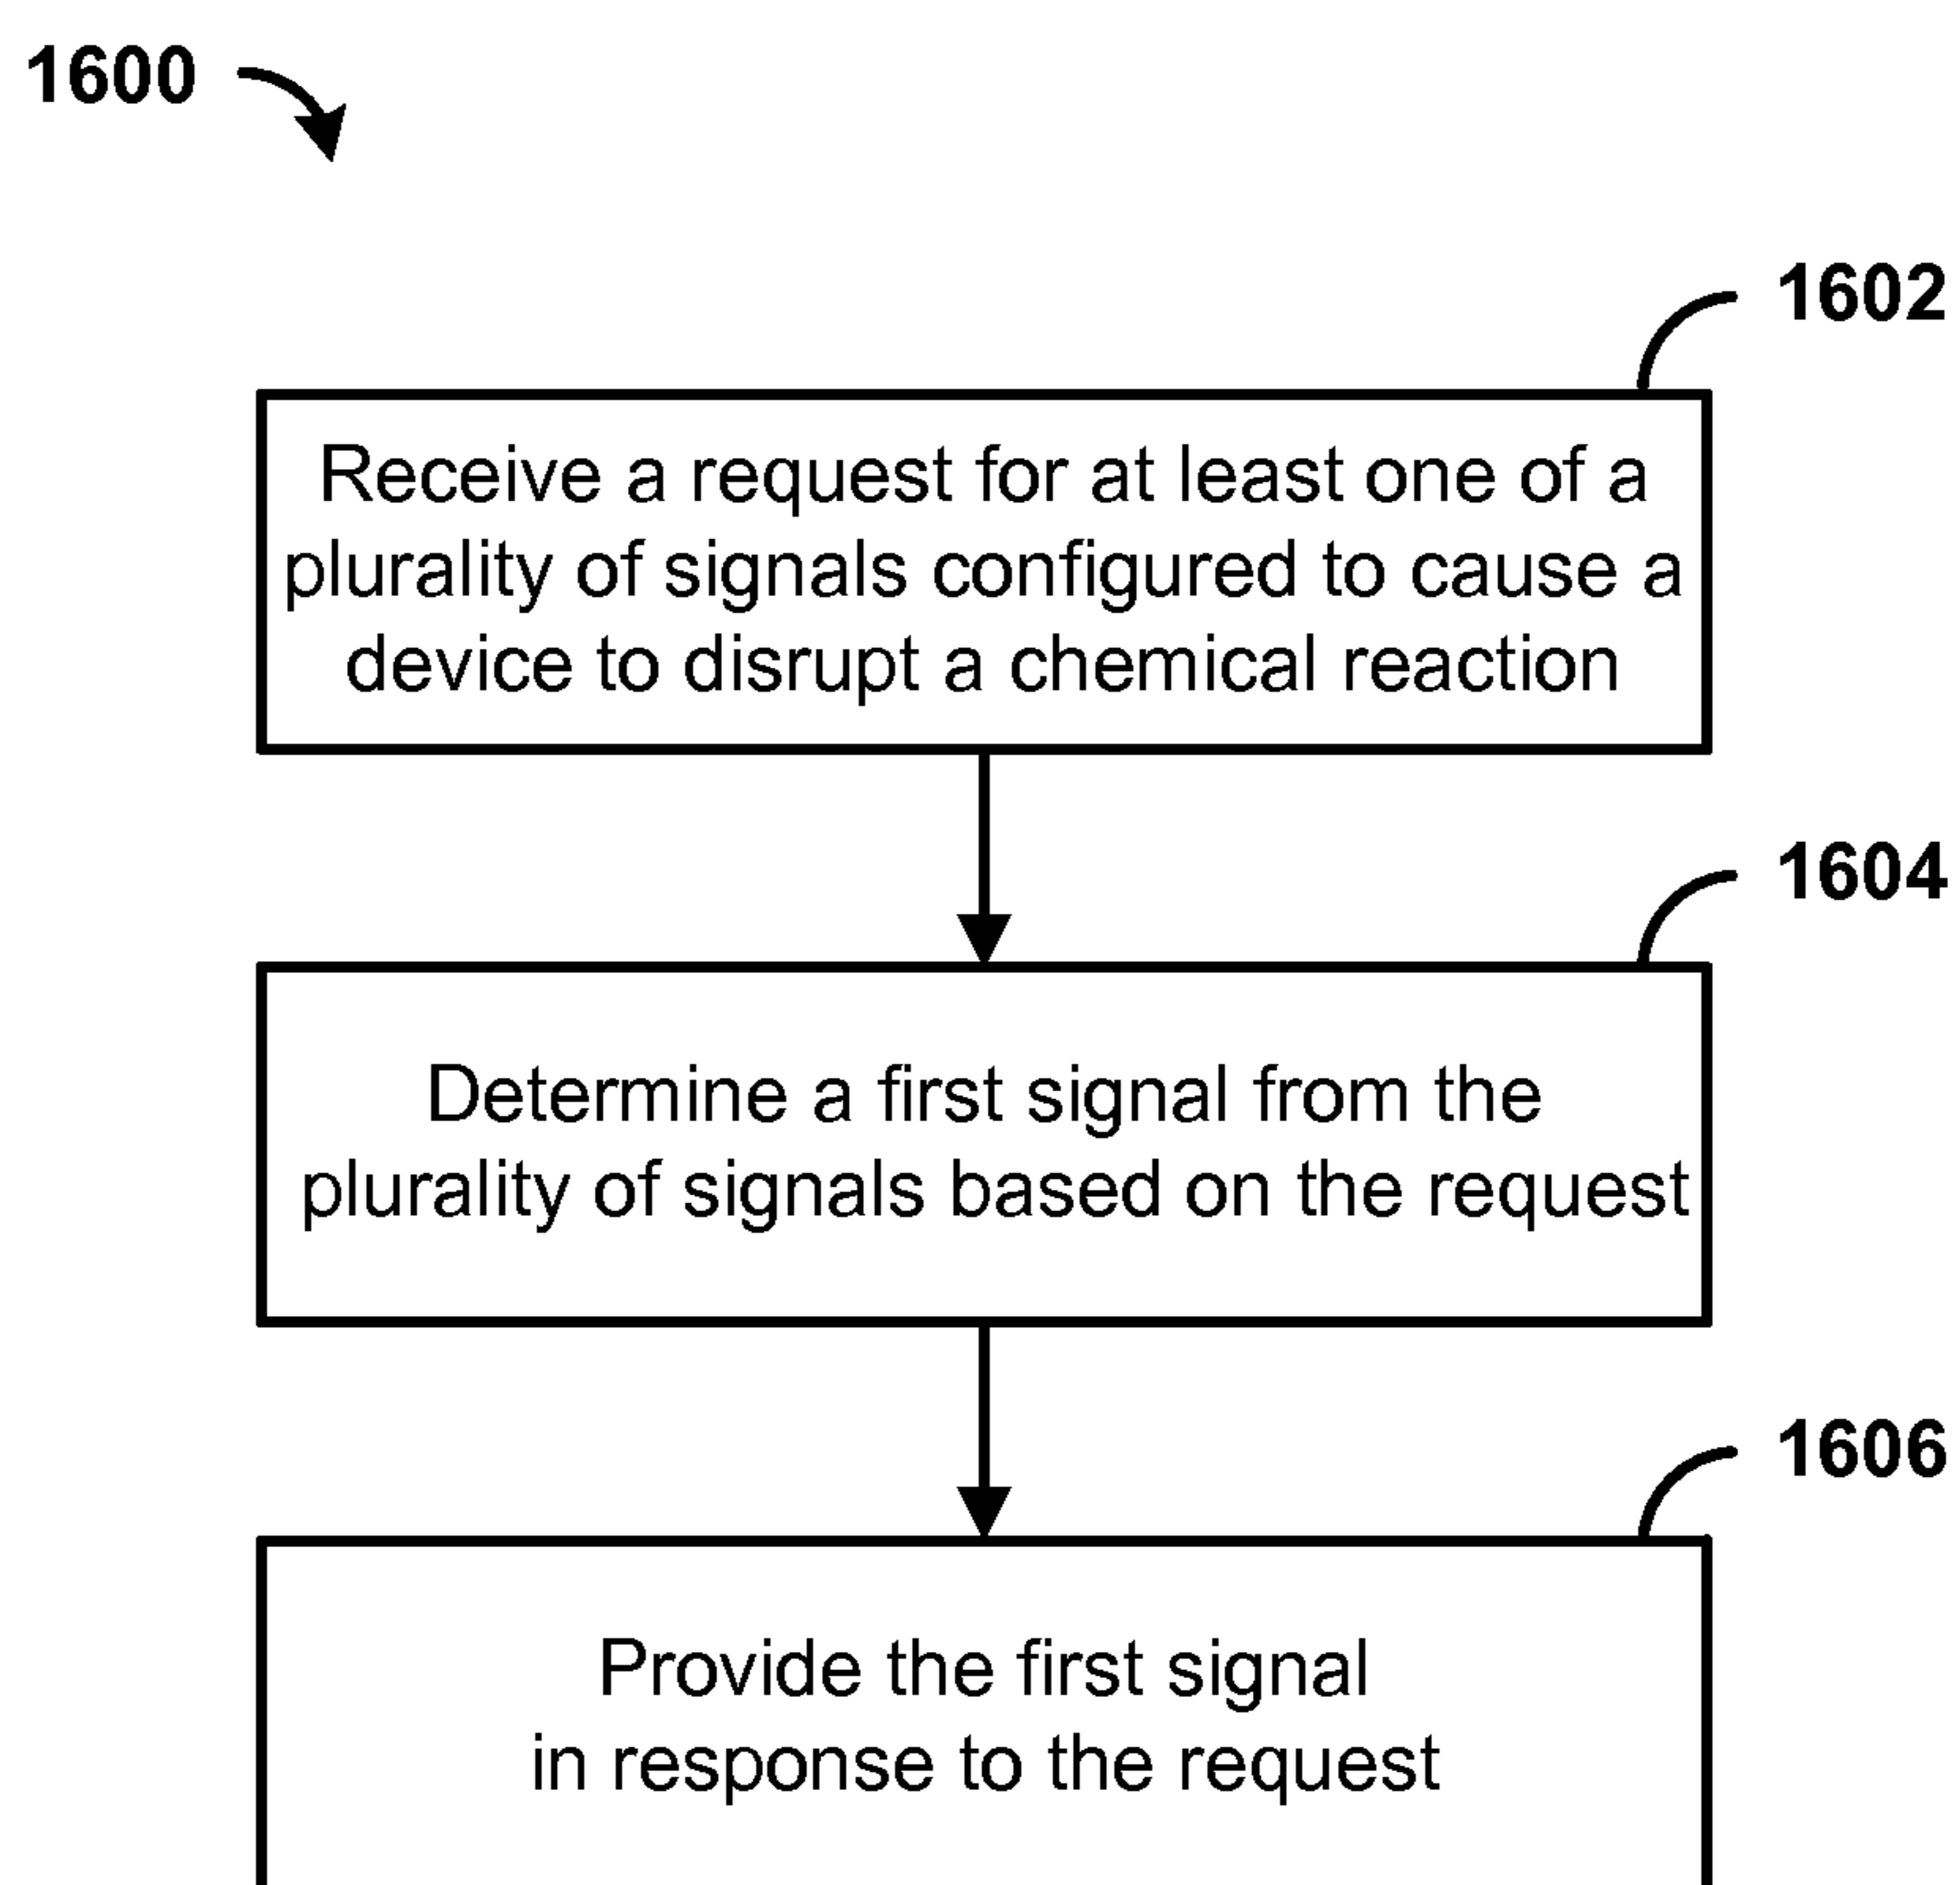 1600
1602
Receive a request for at least one of a
plurality of signals configured to cause a
device to disrupt a chemical reaction
1604
Determine a first signal from the
plurality of signals based on the request
1606
Provide the first signal
in response to the request